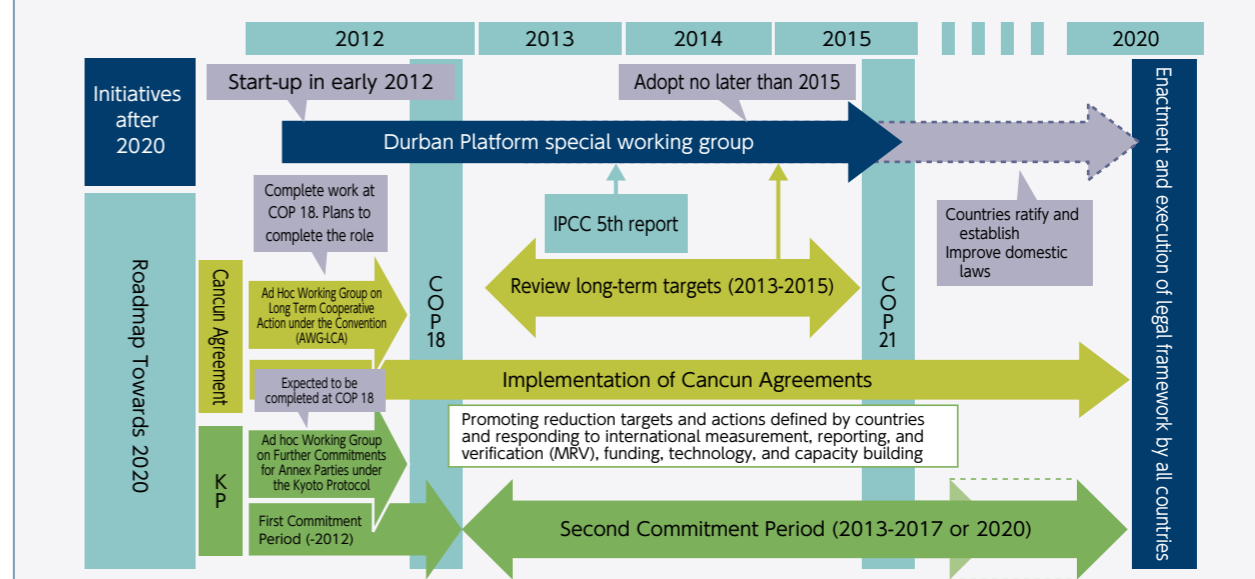 2012
2013
2014
2015
2020
Initiatives
after
2020
Start-up in early 2012
Adopt no later than 2015
Durban Platform special working group
Enactment and execution of legal framework by all countries
Roadmap Towards 2020
Complete work at
COP 18. Plans to
complete the role
IPCC 5th report
Countries ratify and
establish
Improve domestic
laws
Cancun Agreement
Ad Hoc Working Group on
Long Term Cooperative
Action under the Convention
(AWG-LCA)
COP
18
Review long-term targets (2013-2015)
COP
21
Implementation of Cancun Agreements
Expected to be
completed at COP 18
Promoting reduction targets and actions defined by countries
and responding to international measurement, reporting, and
verification (MRV), funding, technology, and capacity building
KP
Ad hoc Working Group
on Further Commitments
for Annex Parties under
the Kyoto Protocol
First Commitment
Period (-2012)
Second Commitment Period (2013-2017 or 2020)